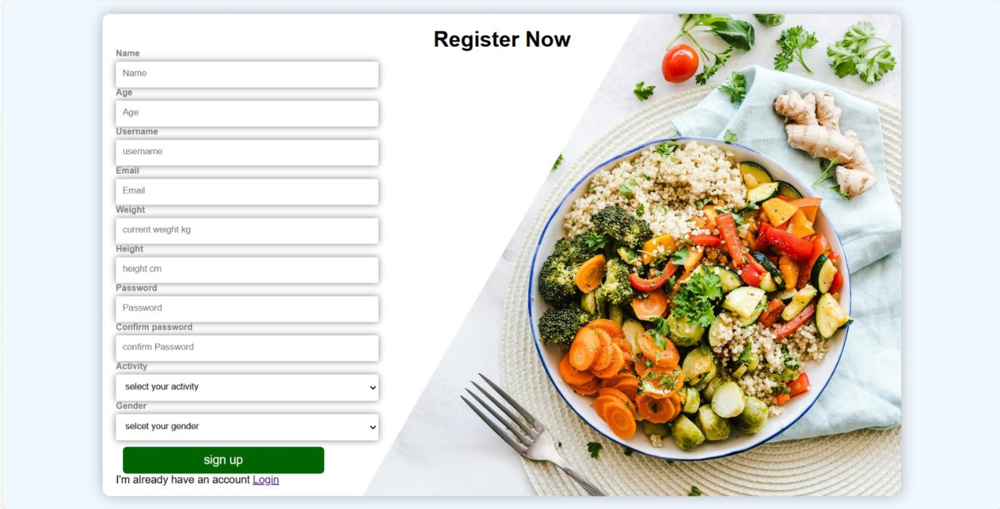 Register Now
Name
Name
Age
Age
Username
username
Email
Email
Weight
current weight kg
Height
height cm
Password
Password
Confirm password
confirm Password
Activity
select your activity
Gender
selcet your gender
sign up
I'm already have an account Login